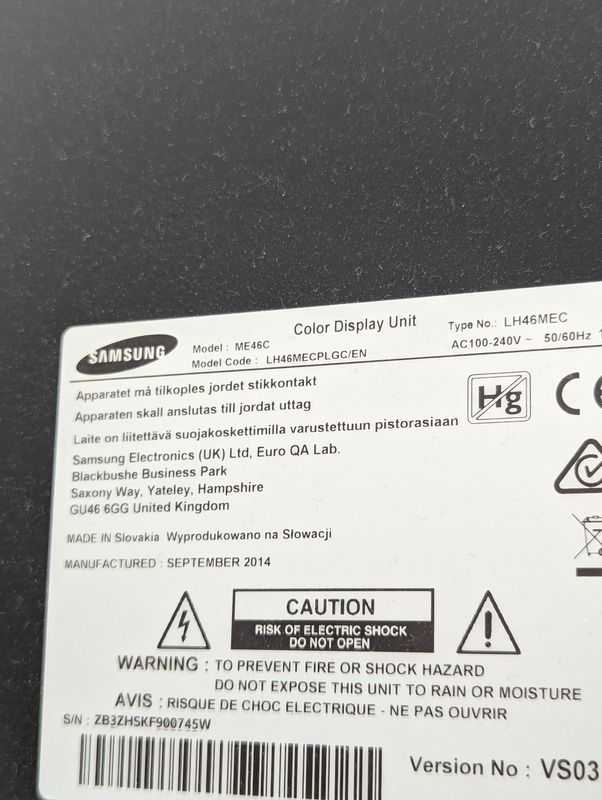 SAMSUNG
Color Display Unit
Model : ME46C
Type No.: LH46MEC
Model Code : LH46MECPLGC/EN
AC100-240V ~ 50/60Hz
Apparatet må tilkoples jordet stikkontakt
Apparaten skall anslutas till jordat uttag
Laite on liitettävä suojakoskettimilla varustettuun pistorasiaan
Hg
CE
Samsung Electronics (UK) Ltd, Euro QA Lab.
Blackbushe Business Park
Saxony Way, Yateley, Hampshire
GU46 6GG United Kingdom
MADE IN Slovakia Wyprodukowano na Słowacji
MANUFACTURED : SEPTEMBER 2014
CAUTION
RISK OF ELECTRIC SHOCK
DO NOT OPEN
WARNING : TO PREVENT FIRE OR SHOCK HAZARD
DO NOT EXPOSE THIS UNIT TO RAIN OR MOISTURE
AVIS : RISQUE DE CHOC ELECTRIQUE - NE PAS OUVRIR
S/N : ZB3ZHSKF900745W
Version No : VS03